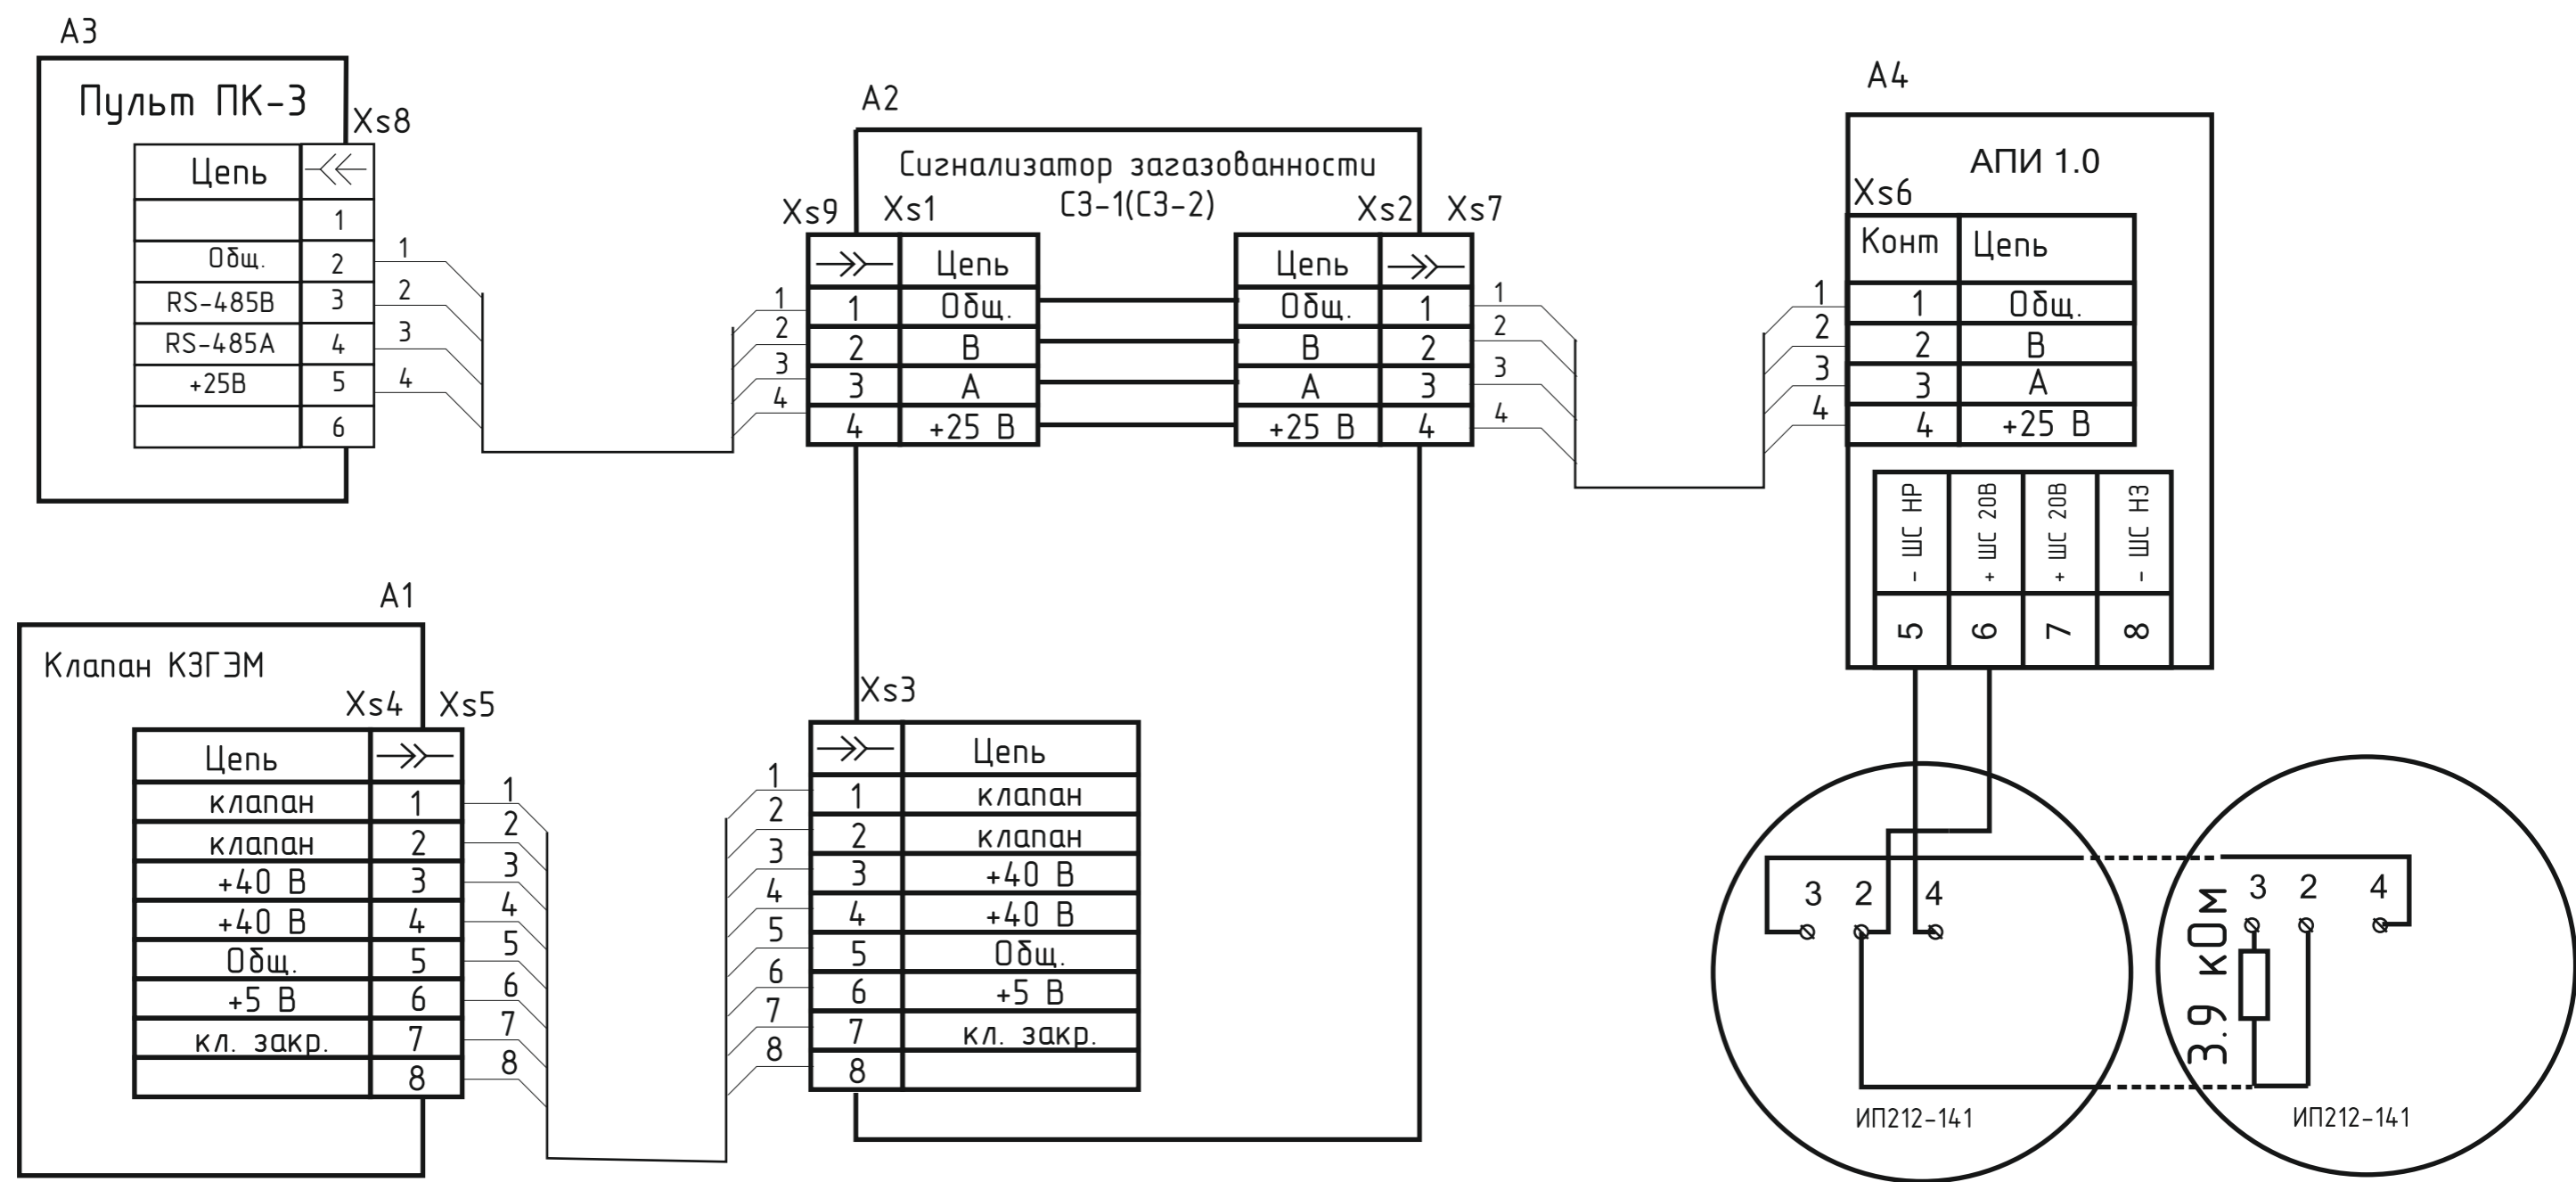 А3
Пульт ПК-3
Xs8
Цепь
1
Общ. 2
RS-485В 3
RS-485А 4
+25В 5
6
1
2
3
4
А2
Сигнализатор загазованности
СЗ-1(СЗ-2)
Xs9 Xs1
Цепь
1 Общ.
2 В
3 А
4 +25 В
1
2
3
4
Xs2 Xs7
Цепь
Общ. 1
В 2
А 3
+25 В 4
1
2
3
4
А4
АПИ 1.0
Xs6
Конт Цепь
1 Общ.
2 В
3 А
4 +25 В
1
2
3
4
- ШС НР
+ ШС 20В
+ ШС 20В
- ШС НЗ
5 6 7 8
А1
Клапан КЗГЭМ
Xs4 Xs5
Цепь
клапан 1
клапан 2
+40 В 3
+40 В 4
Общ. 5
+5 В 6
кл. закр. 7
8
1
2
3
4
5
6
7
8
Xs3
Цепь
1 клапан
2 клапан
3 +40 В
4 +40 В
5 Общ.
6 +5 В
7 кл. закр.
8
1
2
3
4
5
6
7
8
3 2 4
ИП212-141
3 2 4
3.9 кОм
ИП212-141